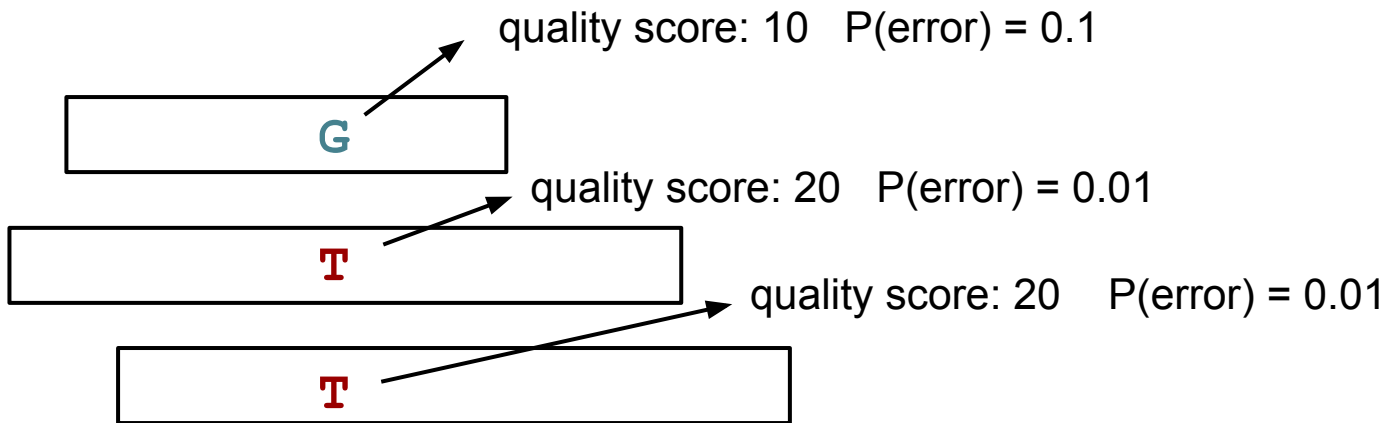 quality score: 10 P(error) = 0.1
G
quality score: 20 P(error) = 0.01
T
quality score: 20 P(error) = 0.01
T